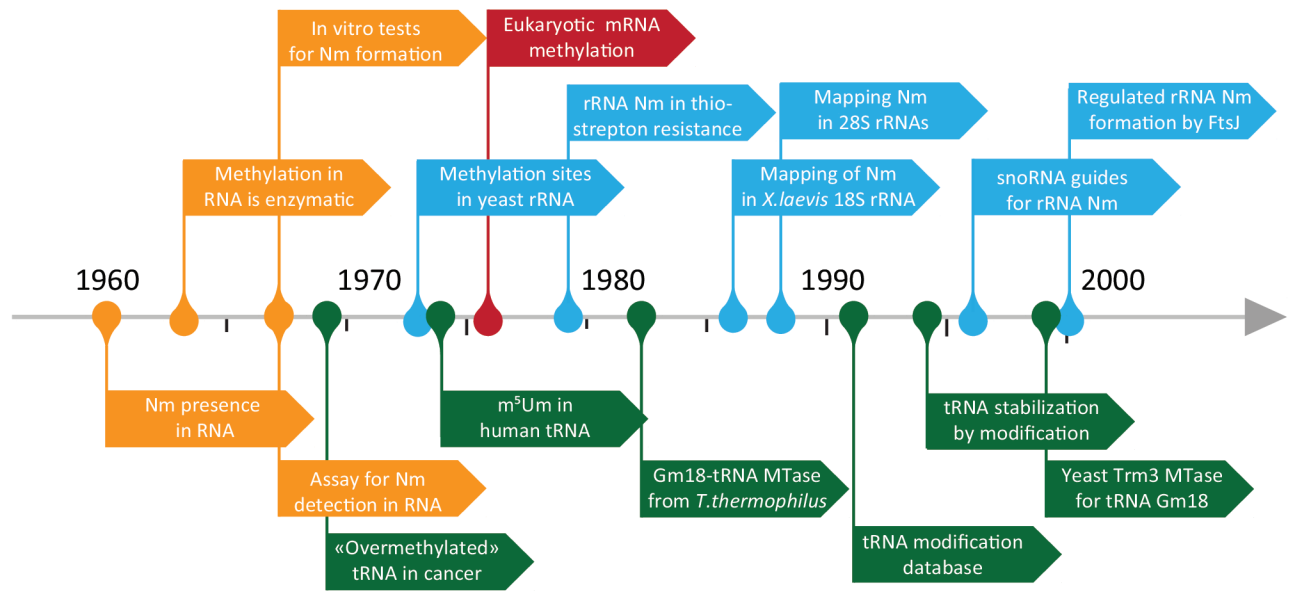 In vitro tests
for Nm formation
Eukaryotic mRNA
methylation
rRNA Nm in thio-
strepton resistance
Mapping Nm
in 28S rRNAs
Regulated rRNA Nm
formation by FtsJ
Methylation in
RNA is enzymatic
Methylation sites
in yeast rRNA
Mapping of Nm
in X.laevis 18S rRNA
snoRNA guides
for rRNA Nm
1960
1970
1980
1990
2000
Nm presence
in RNA
m⁵Um in
human tRNA
tRNA stabilization
by modification
Assay for Nm
detection in RNA
Gm18-tRNA MTase
from T.thermophilus
Yeast Trm3 MTase
for tRNA Gm18
«Overmethylated»
tRNA in cancer
tRNA modification
database